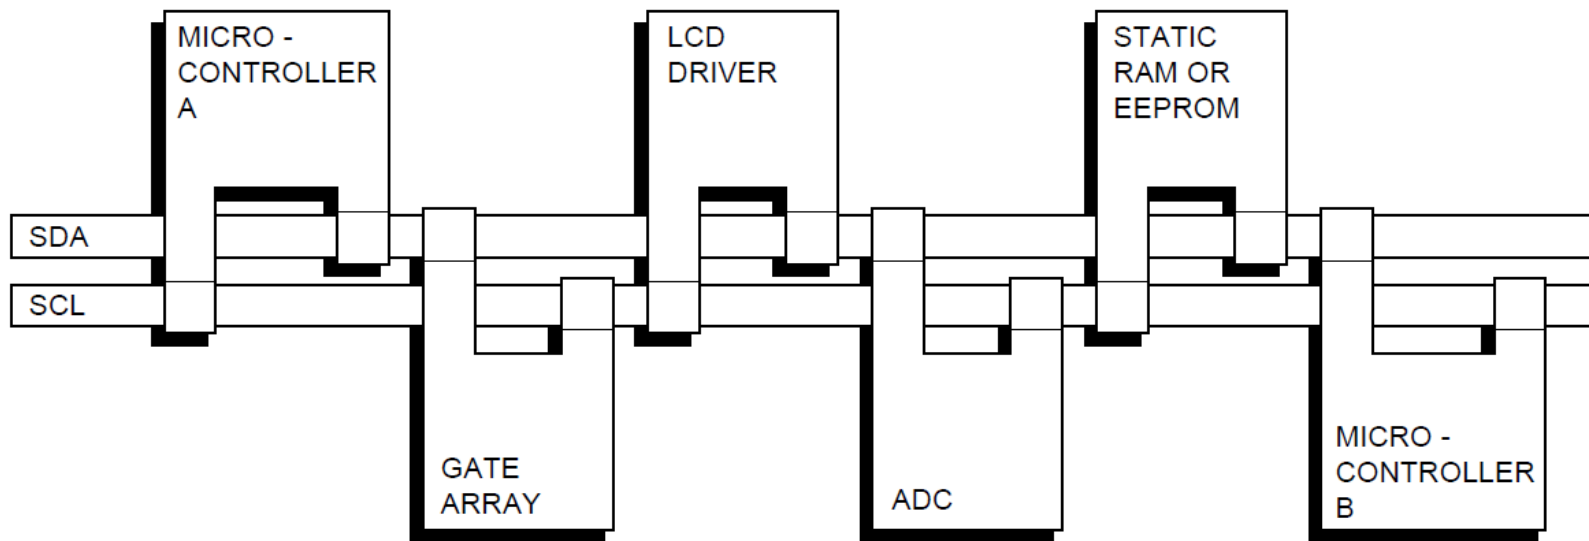 MICRO -
CONTROLLER
A
LCD
DRIVER
STATIC
RAM OR
EEPROM
SDA
SCL
GATE
ARRAY
ADC
MICRO -
CONTROLLER
B